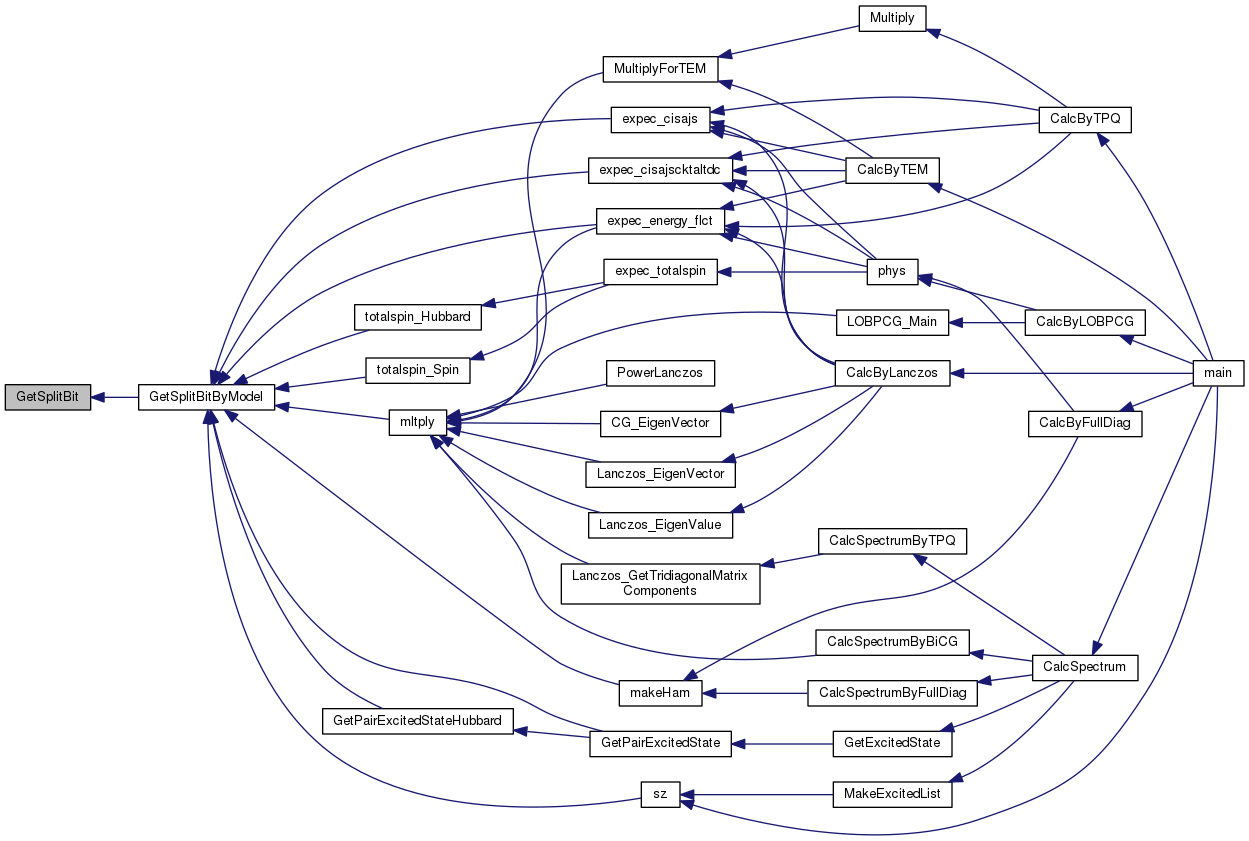 Multiply
MultiplyForTEM
expec_cisajs
CalcByTPQ
expec_cisajscktaltdc
CalcByTEM
expec_energy_flct
expec_totalspin
phys
totalspin_Hubbard
LOBPCG_Main
CalcByLOBPCG
totalspin_Spin
PowerLanczos
CalcByLanczos
main
GetSplitBit
GetSplitBitByModel
mltply
CG_EigenVector
CalcByFullDiag
Lanczos_EigenVector
Lanczos_EigenValue
CalcSpectrumByTPQ
Lanczos_GetTridiagonalMatrix
Components
CalcSpectrumByBiCG
CalcSpectrum
makeHam
CalcSpectrumByFullDiag
GetPairExcitedStateHubbard
GetPairExcitedState
GetExcitedState
sz
MakeExcitedList